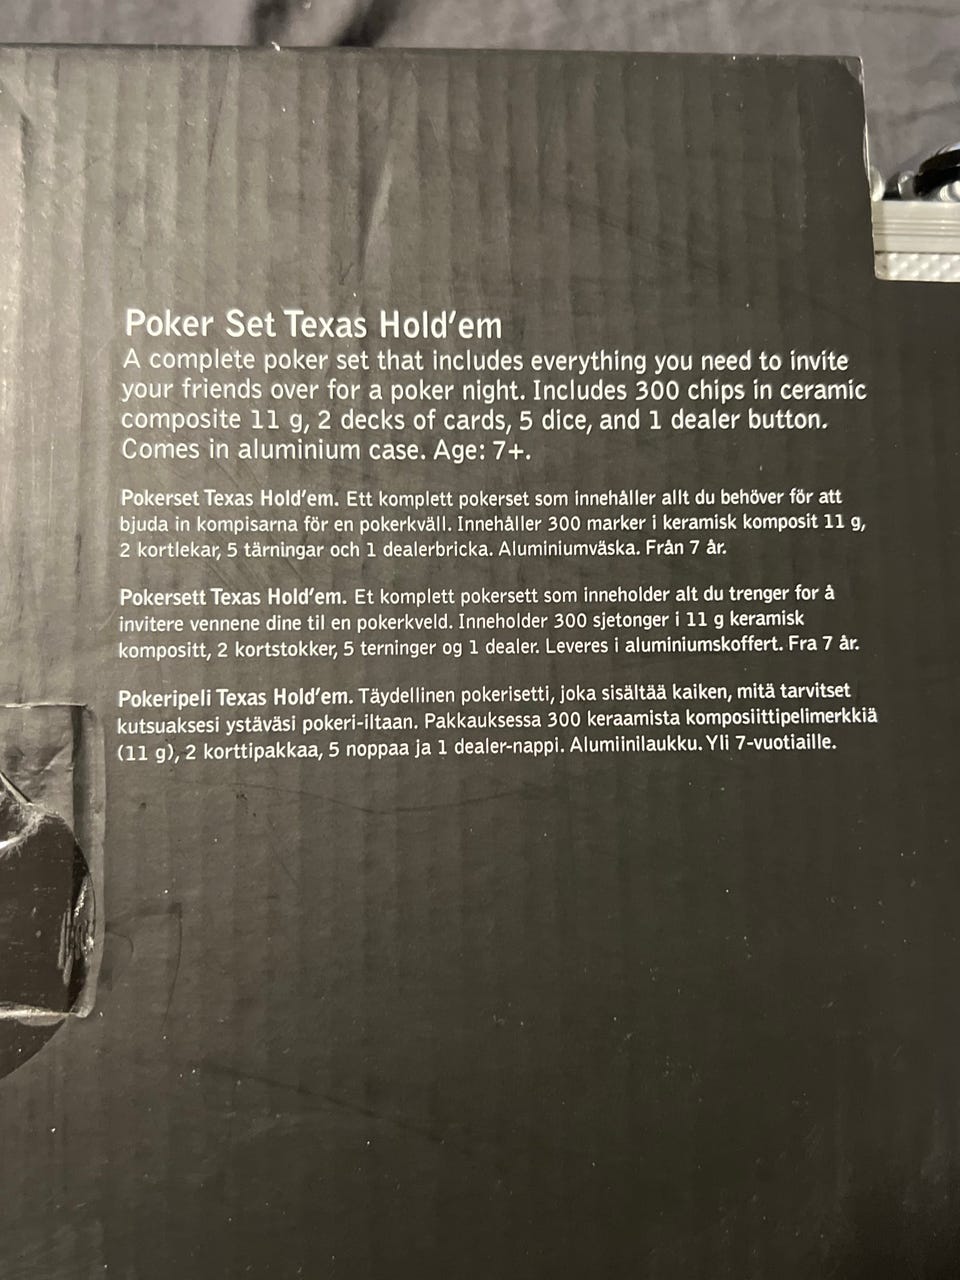 Poker Set Texas Hold'em
A complete poker set that includes everything you need to invite
your friends over for a poker night. Includes 300 chips in ceramic
composite 11 g, 2 decks of cards, 5 dice, and 1 dealer button.
Comes in aluminium case. Age: 7+.
Pokerset Texas Hold'em. Ett komplett pokerset som innehåller allt du behöver för att
bjuda in kompisarna för en pokerkväll. Innehåller 300 marker i keramisk komposit 11 g,
2 kortlekar, 5 tärningar och 1 dealerbricka. Aluminiumväska. Från 7 år.
Pokersett Texas Hold'em. Et komplett pokersett som inneholder alt du trenger for å
invitere vennene dine til en pokerkveld. Inneholder 300 sjetonger i 11 g keramisk
kompositt, 2 kortstokker, 5 terninger og 1 dealer. Leveres i aluminiumskoffert. Fra 7 år.
Pokeripeli Texas Hold'em. Täydellinen pokerisetti, joka sisältää kaiken, mitä tarvitset
kutsuaksesi ystäväsi pokeri-iltaan. Pakkauksessa 300 keraamista komposiittipelimerkkiä
(11 g), 2 korttipakkaa, 5 noppaa ja 1 dealer-nappi. Alumiinilaukku. Yli 7-vuotiaille.